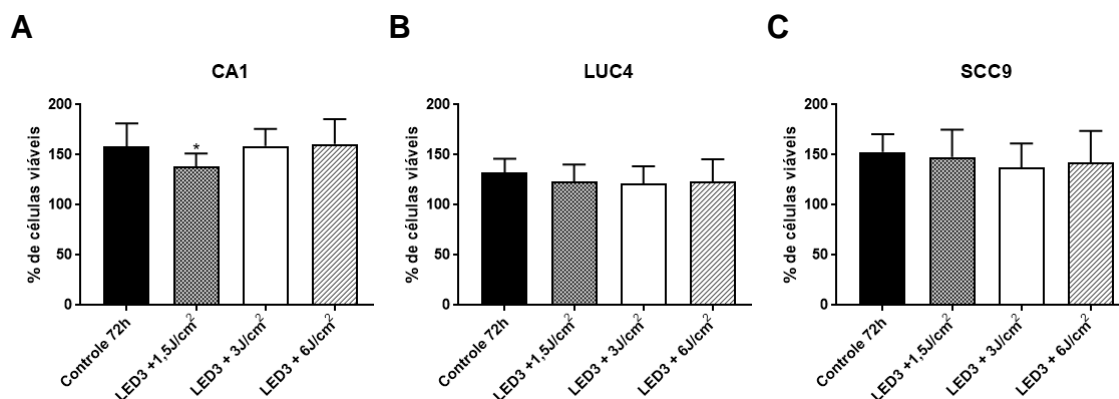 A
CA1
% de células viáveis
200
150
100
50
0
*
Controle 72h
LED3 +1,5J/cm²
LED3 + 3J/cm²
LED3 + 6J/cm²
B
LUC4
% de células viáveis
200
150
100
50
0
Controle 72h
LED3 +1,5J/cm²
LED3 + 3J/cm²
LED3 + 6J/cm²
C
SCC9
% de células viáveis
200
150
100
50
0
Controle 72h
LED3 +1,5J/cm²
LED3 + 3J/cm²
LED3 + 6J/cm²